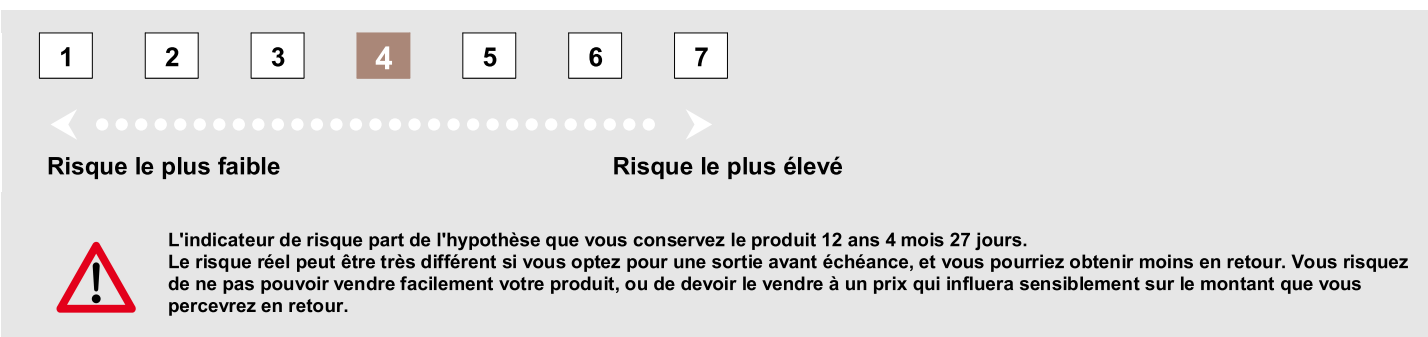 1 2 3 4 5 6 7
Risque le plus faible Risque le plus élevé
L'indicateur de risque part de l'hypothèse que vous conservez le produit 12 ans 4 mois 27 jours.
Le risque réel peut être très différent si vous optez pour une sortie avant échéance, et vous pourriez obtenir moins en retour. Vous risquez
de ne pas pouvoir vendre facilement votre produit, ou de devoir le vendre à un prix qui influera sensiblement sur le montant que vous
percevrez en retour.